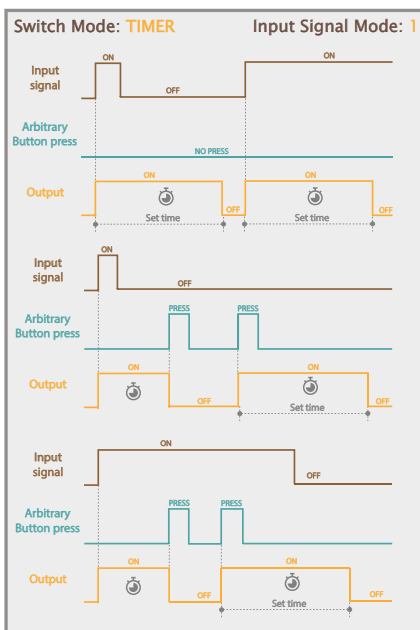 Switch Mode: TIMER Input Signal Mode: 1
ON ON
Input
signal
OFF
Arbitrary
Button press
NO PRESS
ON ON
Output
OFF OFF
Set time Set time
ON
Input
signal
OFF
PRESS PRESS
Arbitrary
Button press
ON ON
Output
OFF OFF
Set time
ON
Input
signal
OFF
PRESS PRESS
Arbitrary
Button press
ON ON
Output
OFF OFF
Set time